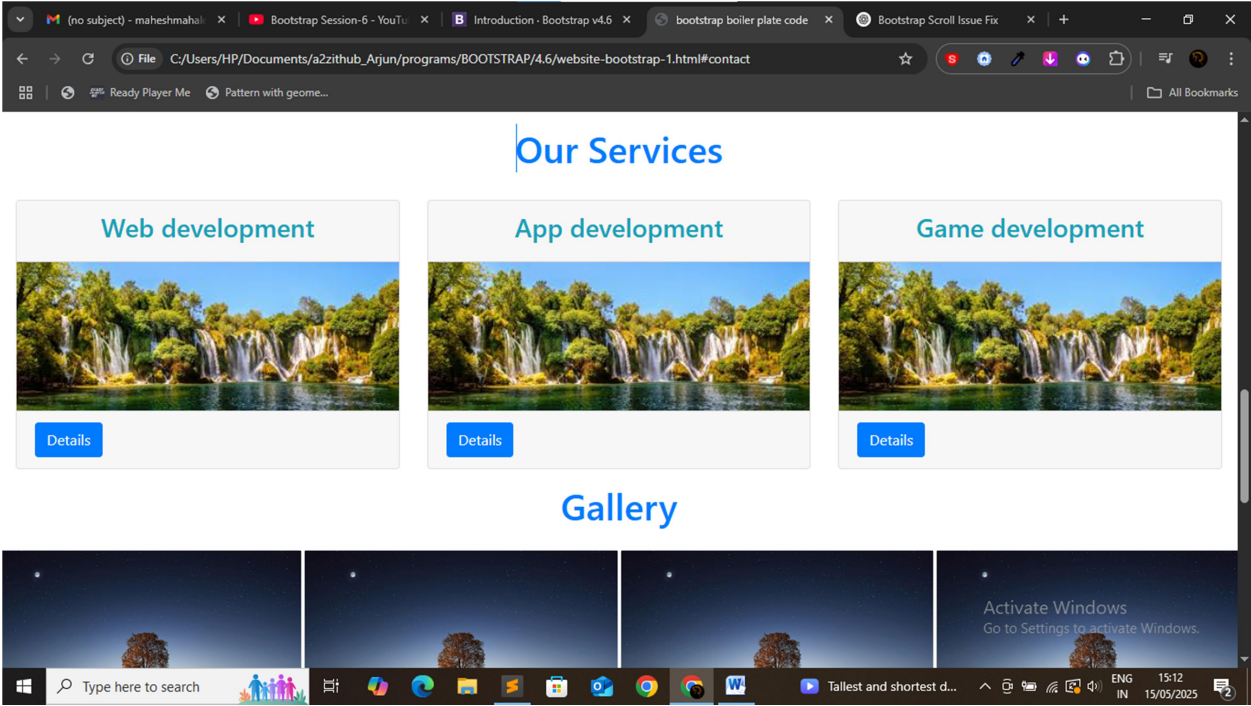 (no subject) - maheshmahal
Bootstrap Session-6 - YouTu
B Introduction · Bootstrap v4.6
bootstrap boiler plate code
Bootstrap Scroll Issue Fix
File C:/Users/HP/Documents/a2zithub_Arjun/programs/BOOTSTRAP/4.6/website-bootstrap-1.html#contact
Ready Player Me
Pattern with geome...
All Bookmarks
Our Services
Web development
App development
Game development
Details
Details
Details
Gallery
Activate Windows
Go to Settings to activate Windows.
Type here to search
Tallest and shortest d...
ENG
IN
15:12
15/05/2025
2